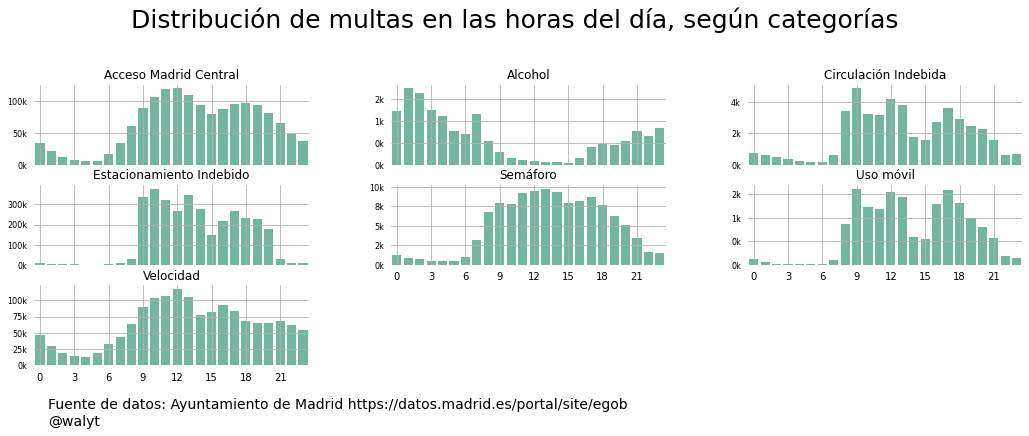 Distribución de multas en las horas del día, según categorías
Acceso Madrid Central
100k
50k
0k
Alcohol
2k
1k
0k
0k
Circulación Indebida
4k
2k
0k
Estacionamiento Indebido
300k
200k
100k
0k
Semáforo
10k
8k
5k
2k
0k
0 3 6 9 12 15 18 21
Uso móvil
2k
1k
0k
0k
0 3 6 9 12 15 18 21
Velocidad
100k
75k
50k
25k
0k
0 3 6 9 12 15 18 21
Fuente de datos: Ayuntamiento de Madrid https://datos.madrid.es/portal/site/egob
@walyt